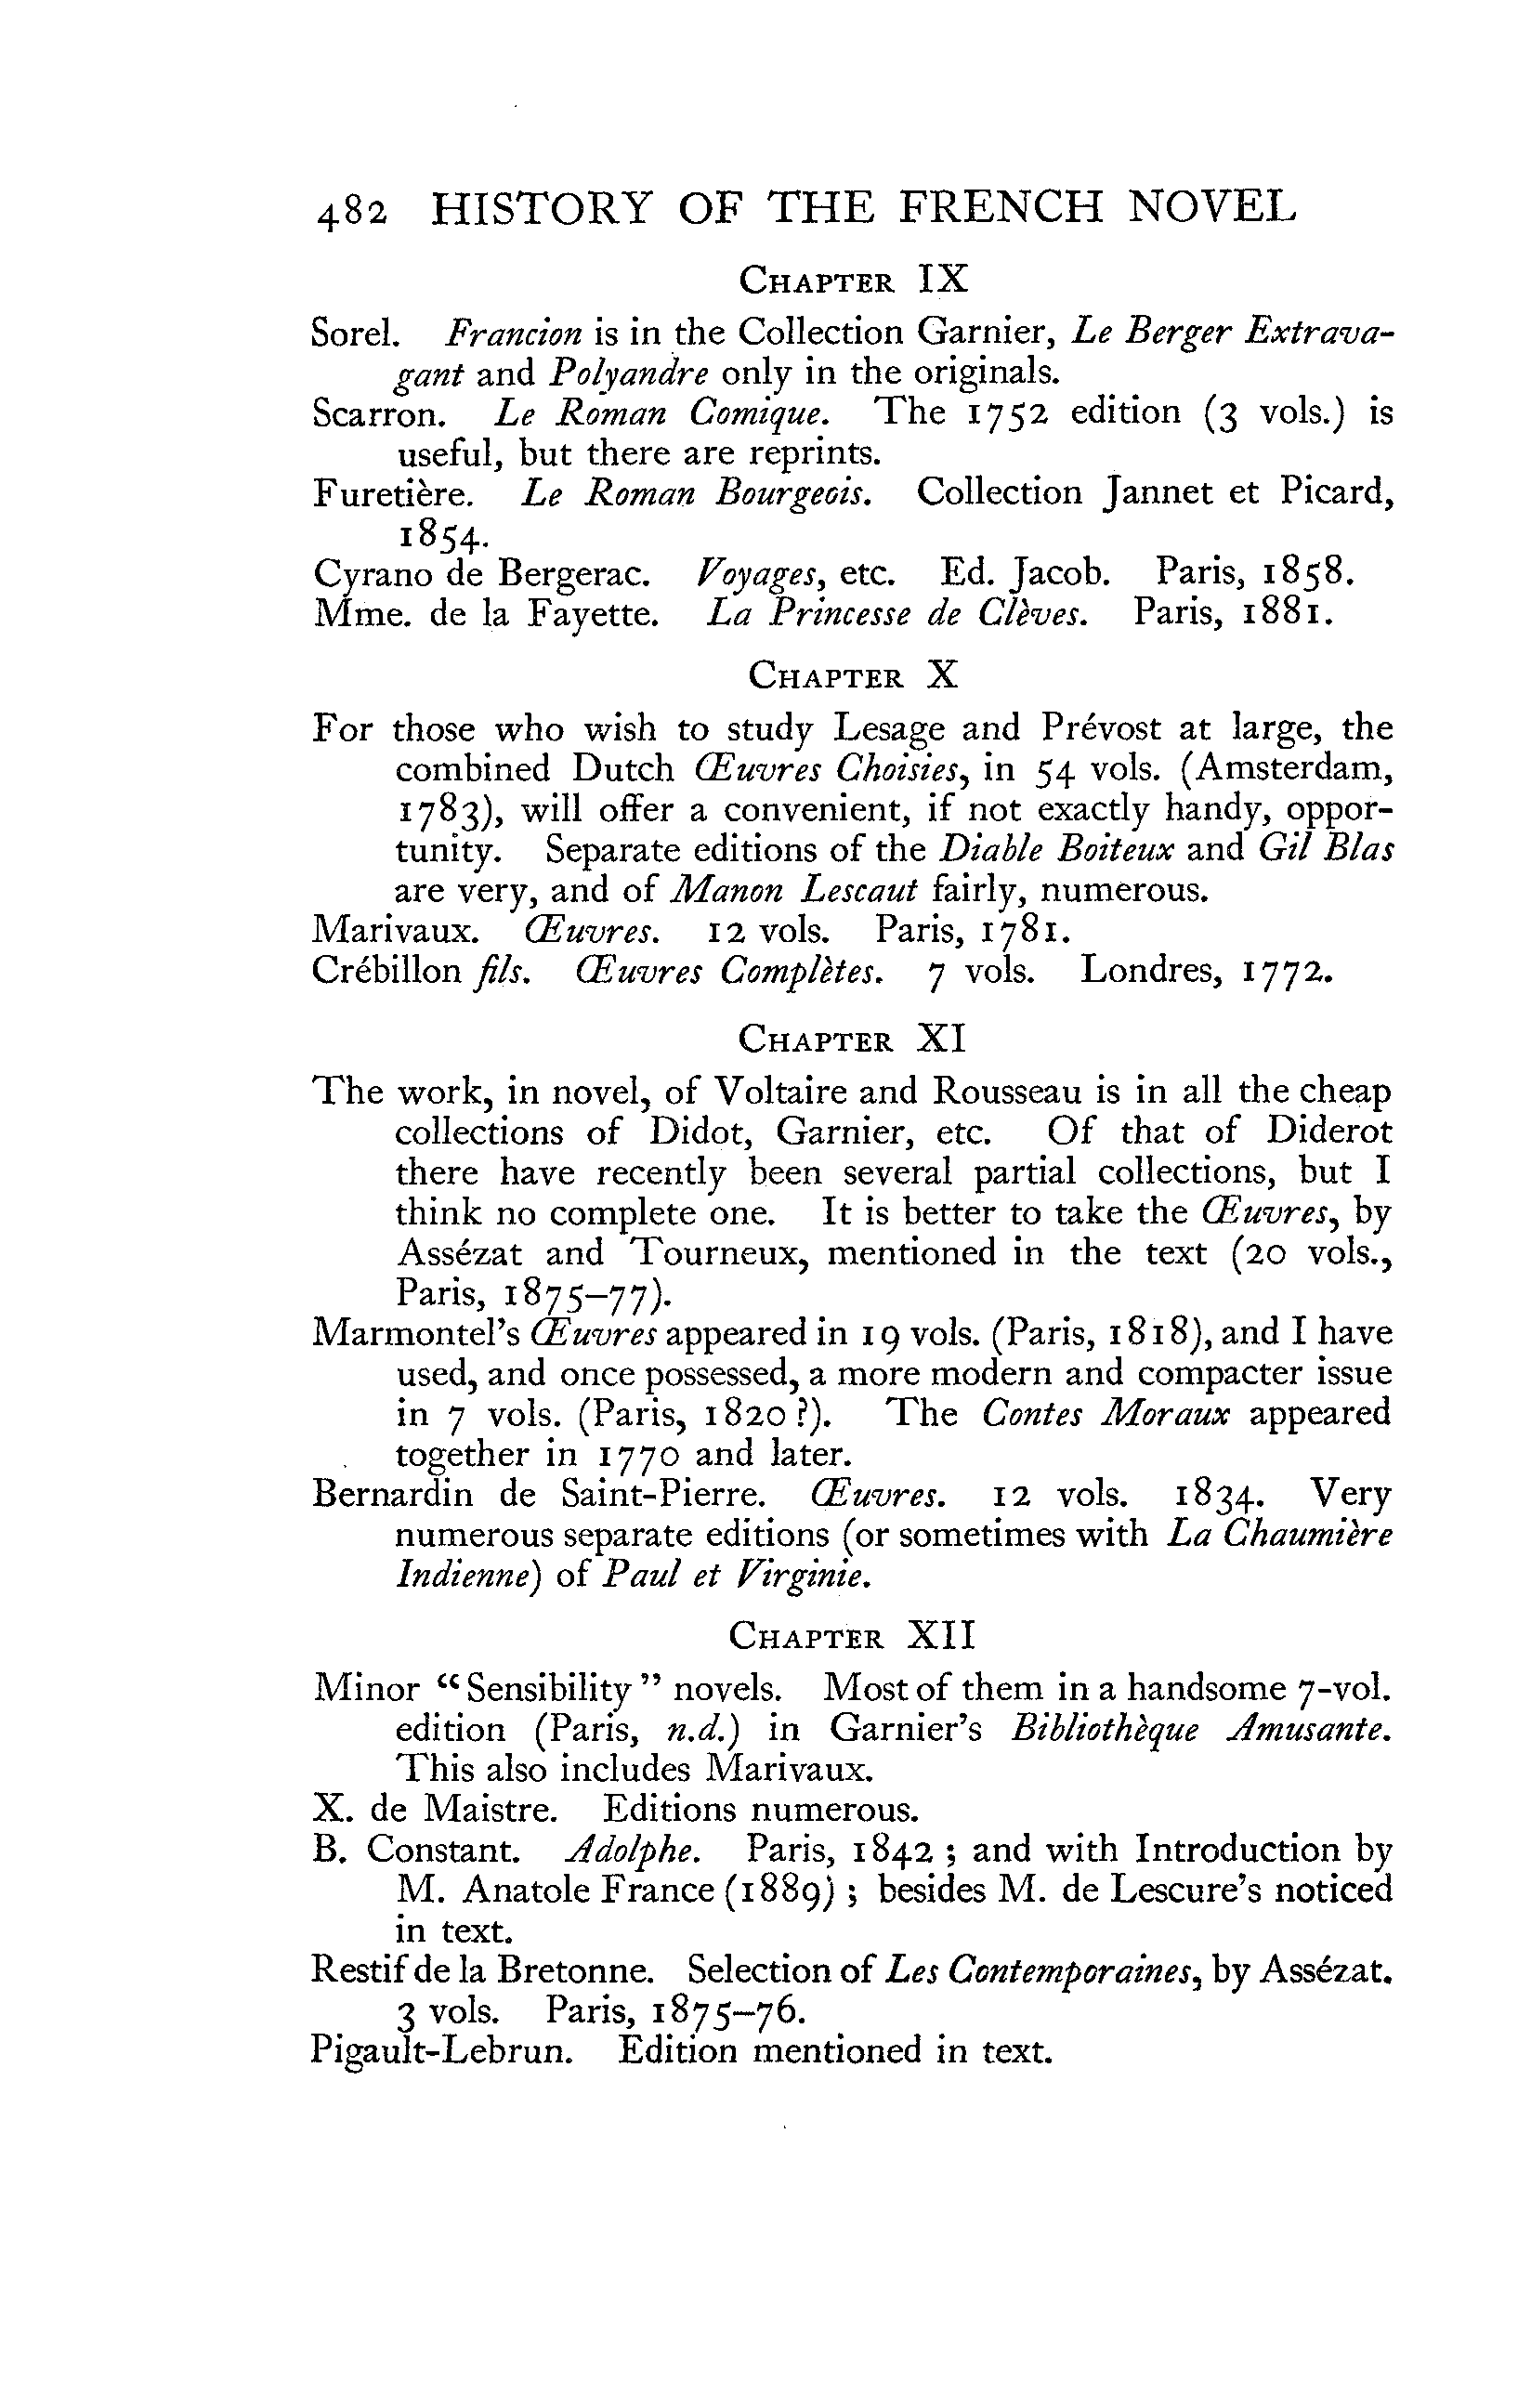 482 HISTORY OF THE FRENCH NOVEL
CHAPTER IX
Sorel. Francion is in the Collection Garnier, Le Berger Extrava-
gant and Polyandre only in the originals.
Scarron. Le Roman Comique. The 1752 edition (3 vols.) is
useful, but there are reprints.
Furetière. Le Roman Bourgeois. Collection Jannet et Picard,
1854.
Cyrano de Bergerac. Voyages, etc. Ed. Jacob. Paris, 1858.
Mme. de la Fayette. La Princesse de Clèves. Paris, 1881.
CHAPTER X
For those who wish to study Lesage and Prévost at large, the
combined Dutch Œuvres Choisies, in 54 vols. (Amsterdam,
1783), will offer a convenient, if not exactly handy, oppor-
tunity. Separate editions of the Diable Boiteux and Gil Blas
are very, and of Manon Lescaut fairly, numerous.
Marivaux. Œuvres. 12 vols. Paris, 1781.
Crébillon fils. Œuvres Complètes. 7 vols. Londres, 1772.
CHAPTER XI
The work, in novel, of Voltaire and Rousseau is in all the cheap
collections of Didot, Garnier, etc. Of that of Diderot
there have recently been several partial collections, but I
think no complete one. It is better to take the Œuvres, by
Assézat and Tourneux, mentioned in the text (20 vols.,
Paris, 1875–77).
Marmontel's Œuvres appeared in 19 vols. (Paris, 1818), and I have
used, and once possessed, a more modern and compacter issue
in 7 vols. (Paris, 1820 ?). The Contes Moraux appeared
together in 1770 and later.
Bernardin de Saint-Pierre. Œuvres. 12 vols. 1834. Very
numerous separate editions (or sometimes with La Chaumière
Indienne) of Paul et Virginie.
CHAPTER XII
Minor “Sensibility” novels. Most of them in a handsome 7-vol.
edition (Paris, n.d.) in Garnier's Bibliothèque Amusante.
This also includes Marivaux.
X. de Maistre. Editions numerous.
B. Constant. Adolphe. Paris, 1842 ; and with Introduction by
M. Anatole France (1889) ; besides M. de Lescure's noticed
in text.
Restif de la Bretonne. Selection of Les Contemporaines, by Assézat.
3 vols. Paris, 1875–76.
Pigault-Lebrun. Edition mentioned in text.